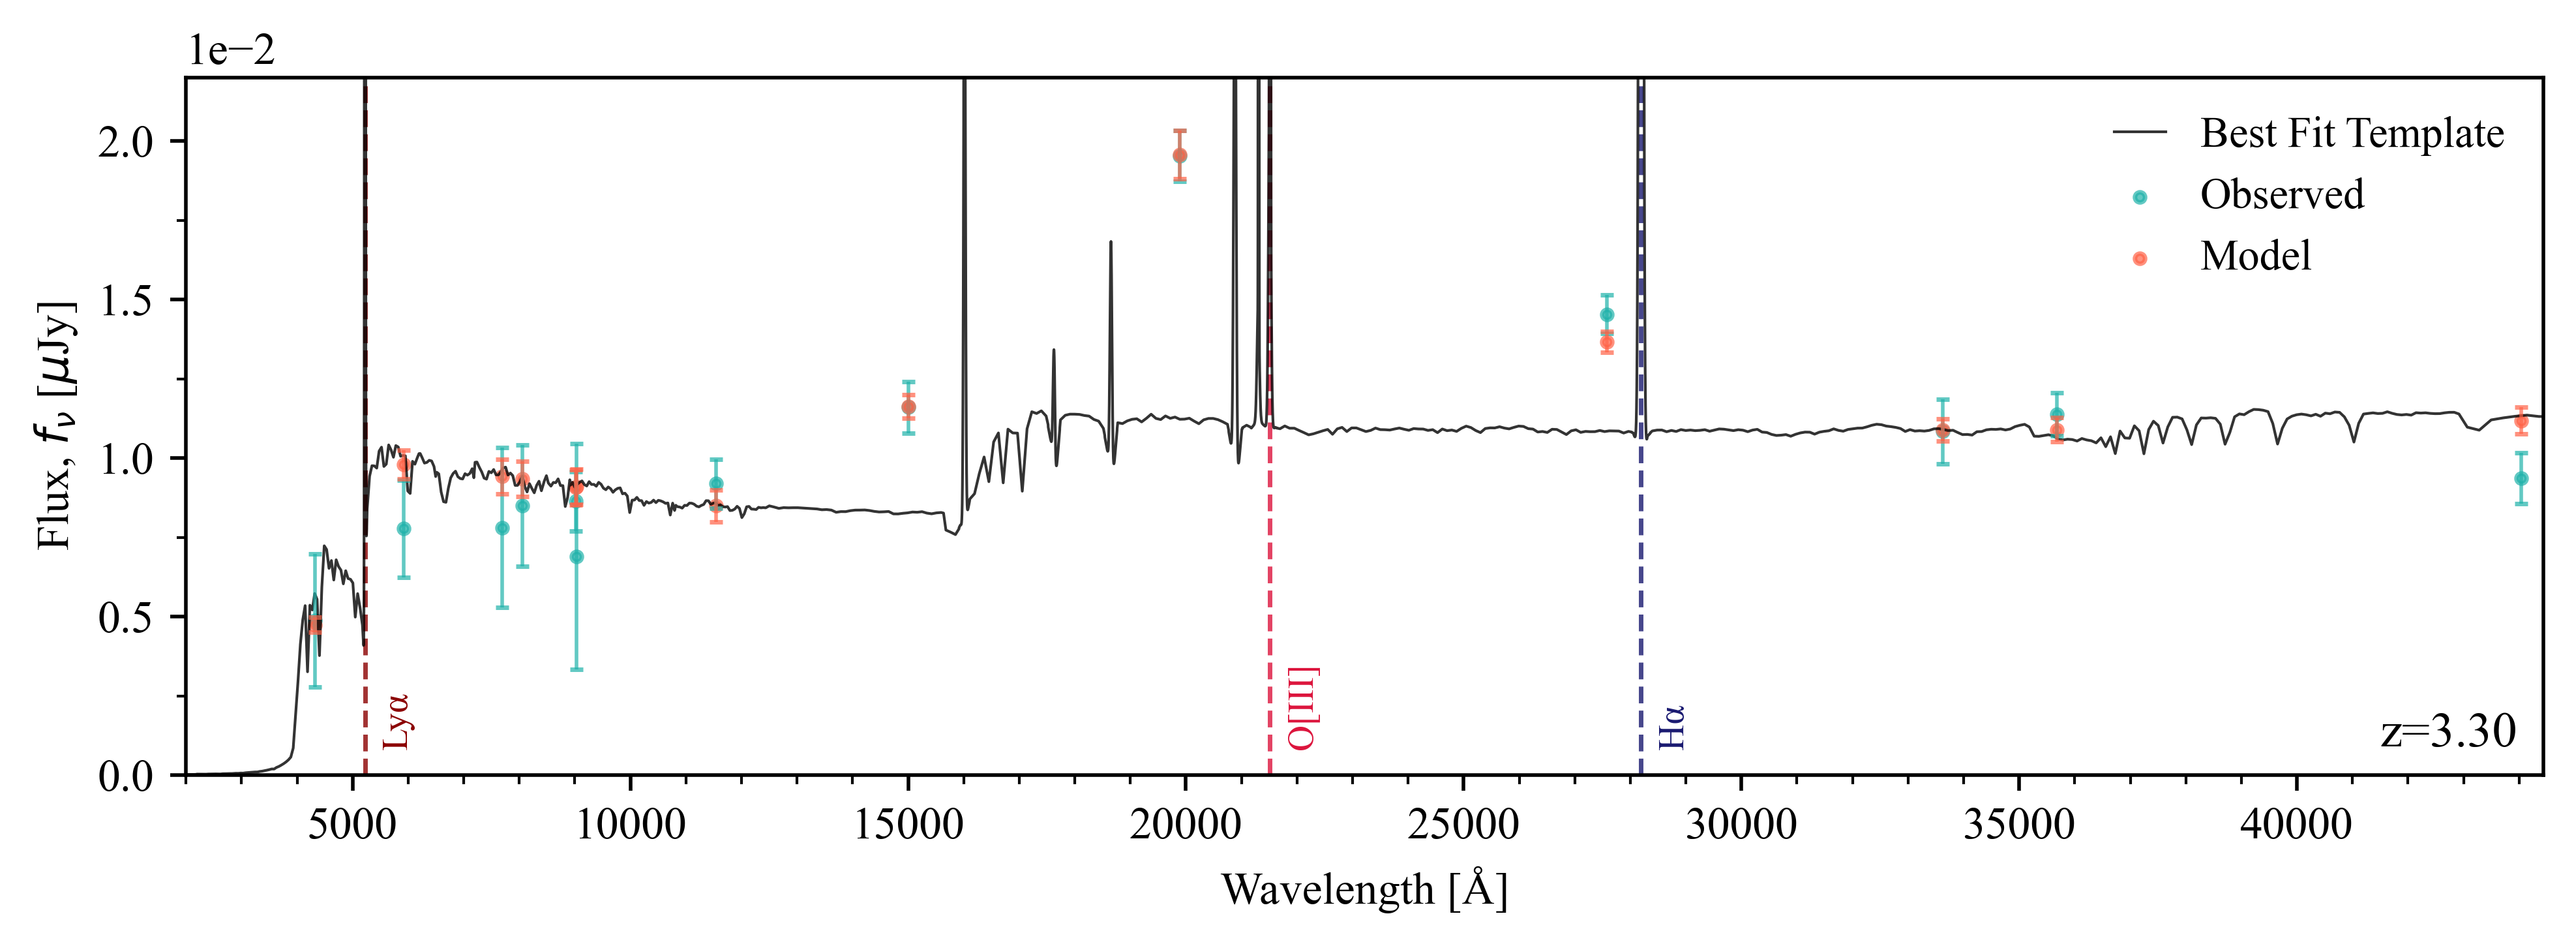 1e−2
Flux, fν [μJy]
2.0
1.5
1.0
0.5
0.0
Best Fit Template
Observed
Model
Lyα
O[III]
Hα
z=3.30
5000 10000 15000 20000 25000 30000 35000 40000
Wavelength [Å]